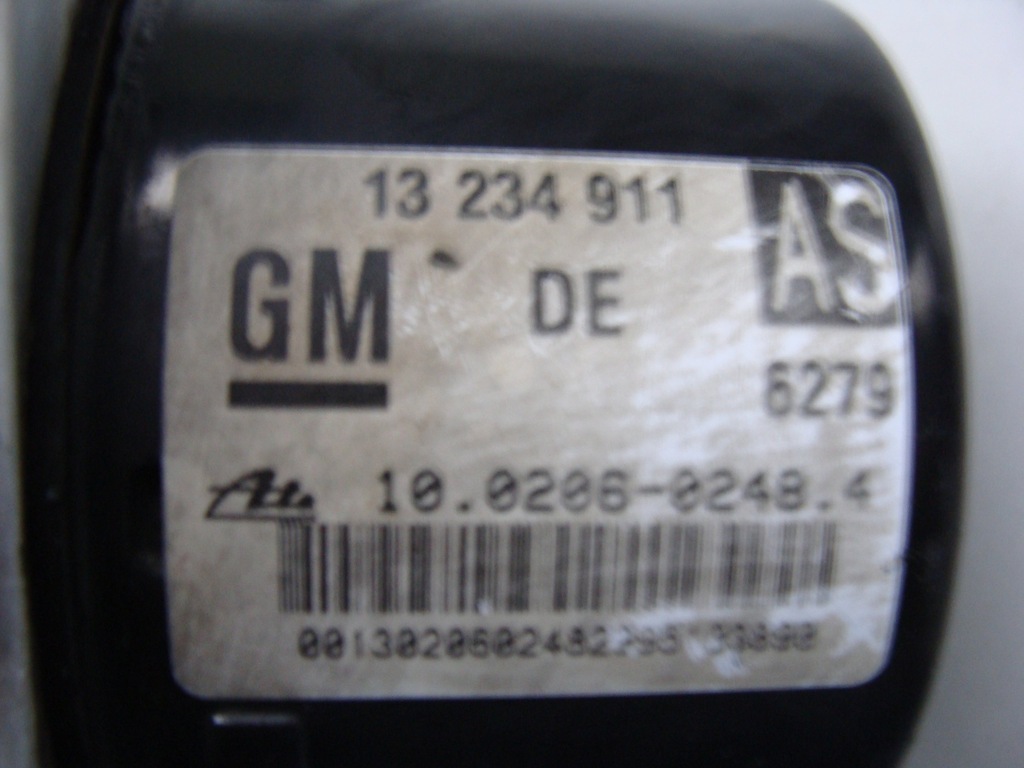 13 234 911
AS
GM
DE
6279
Ate 10.0206-0248.4